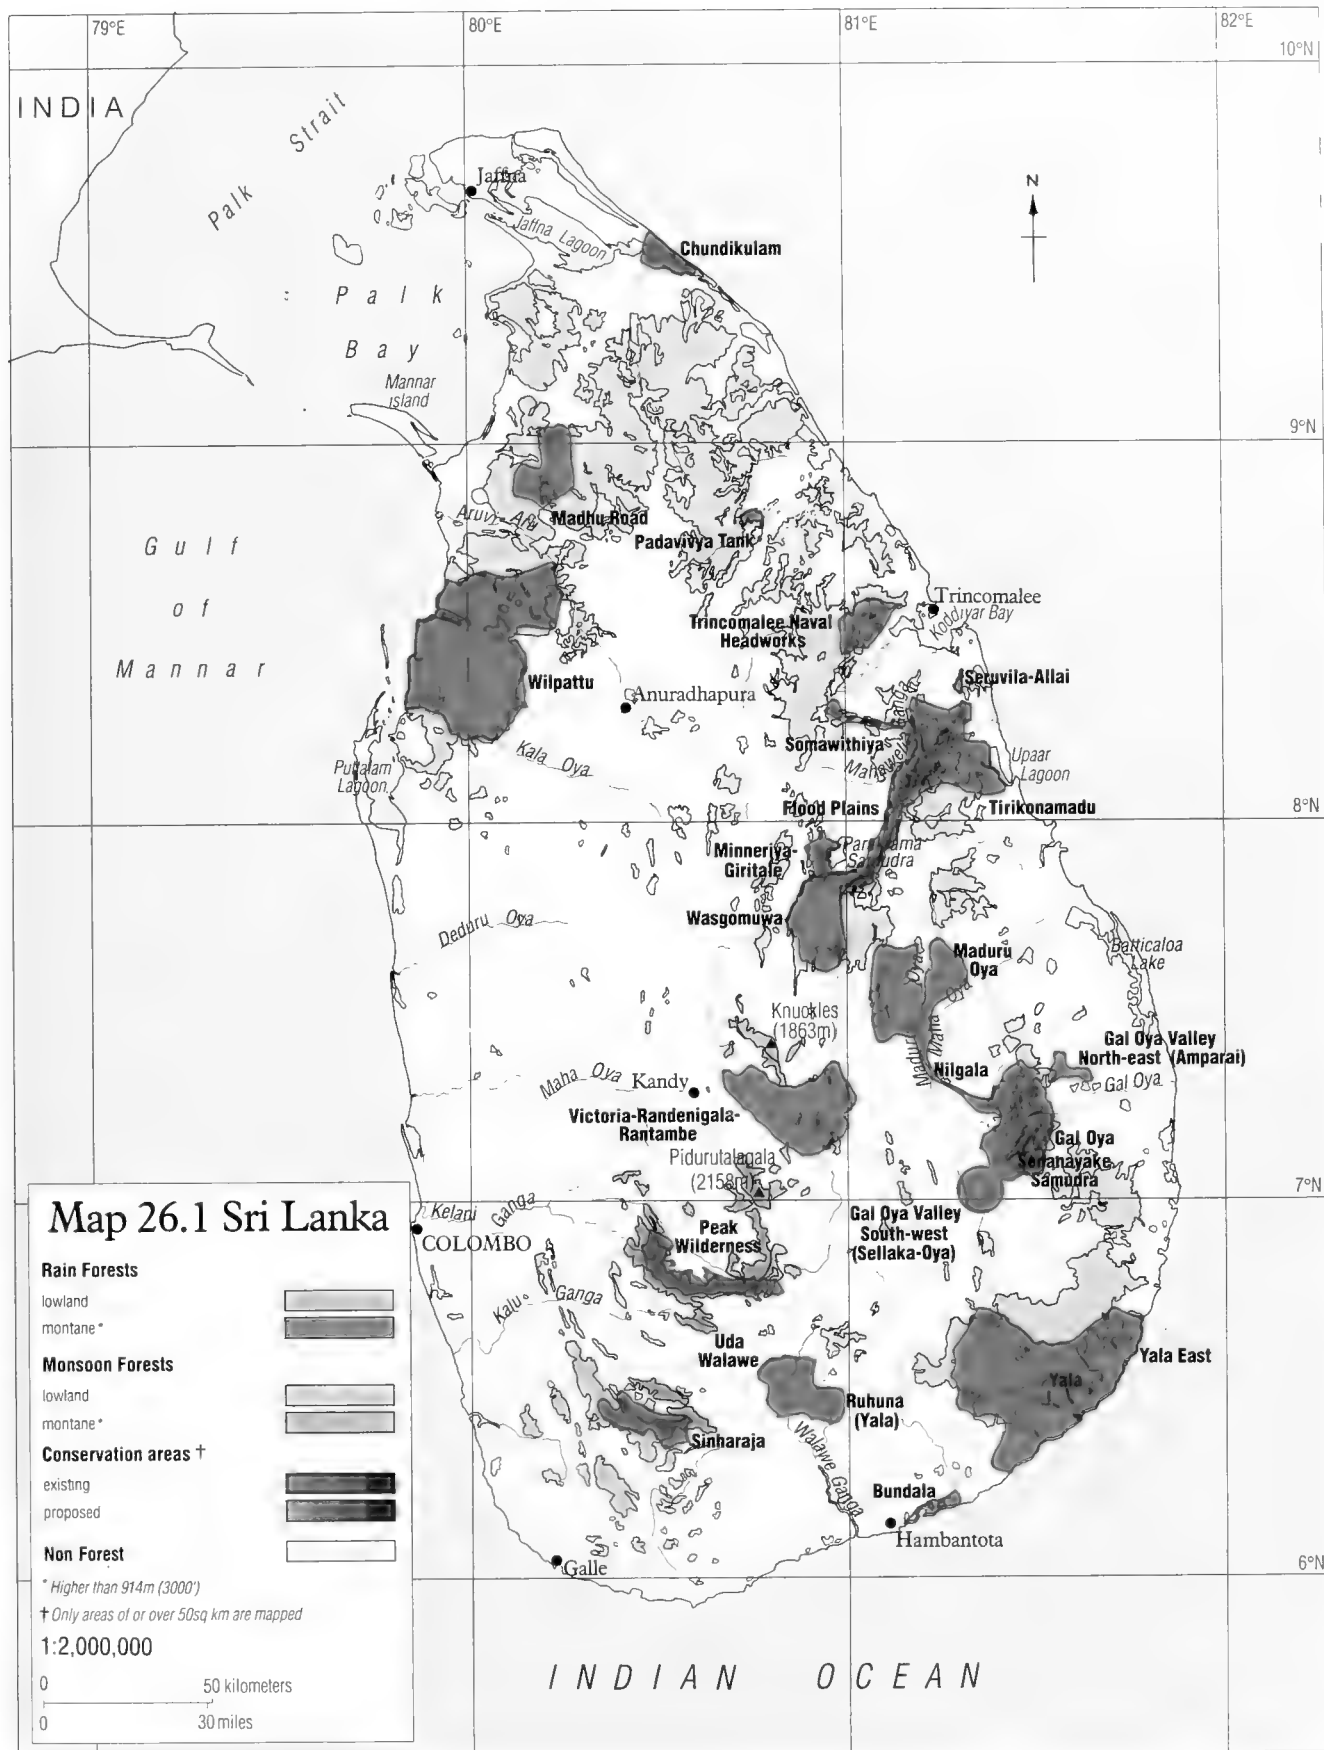 79°E
80°E
81°E
82°E
10°N
INDIA
Palk Strait
Jaffna
Jaffna Lagoon
Chundikulam
N
Palk
Bay
Mannar
island
9°N
Aruvi Aru
Madhu Road
Padavivya Tank
Gulf
of
Mannar
Trincomalee
Koddiyar Bay
Trincomalee Naval
Headworks
Wilpattu
Anuradhapura
Seruvila-Allai
Somawithiya
Mahaweli Ganga
Kala Oya
Puttalam
Lagoon
Upaar
Lagoon
Flood Plains
Tirikonamadu
8°N
Minneriya-
Giritale
Parakrama
Samudra
Wasgomuwa
Deduru Oya
Maduru
Oya
Batticaloa
Lake
Knuckles
(1863m)
Maduru Oya
Maha Oya
Gal Oya Valley
North-east (Amparai)
Nilgala
Gal Oya
Maha Oya
Kandy
Victoria-Randenigala-
Rantambe
Gal Oya
Senanayake
Samudra
Pidurutalagala
(2158m)
7°N
Kelani Ganga
COLOMBO
Peak
Wilderness
Gal Oya Valley
South-west
(Sellaka-Oya)
Kalu Ganga
Uda
Walawe
Yala East
Yala
Ruhuna
(Yala)
Sinharaja
Walawe Ganga
Bundala
Hambantota
Galle
6°N
INDIAN OCEAN
Map 26.1 Sri Lanka
Rain Forests
lowland
montane*
Monsoon Forests
lowland
montane*
Conservation areas †
existing
proposed
Non Forest
* Higher than 914m (3000')
† Only areas of or over 50sq km are mapped
1:2,000,000
0 50 kilometers
0 30 miles